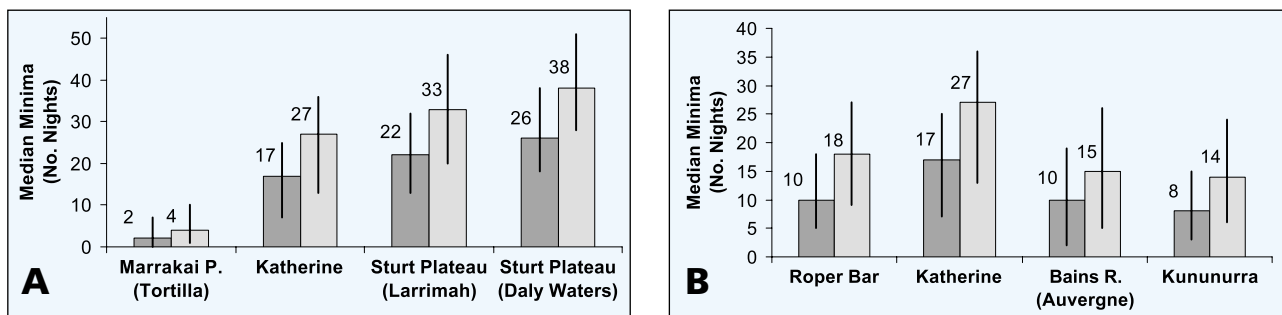 Median Minima
(No. Nights)
50
40
30
20
10
0
2
4
17
27
22
33
26
38
Marrakai P.
(Tortilla)
Katherine
Sturt Plateau
(Larrimah)
Sturt Plateau
(Daly Waters)
A
Median Minima
(No. Nights)
40
35
30
25
20
15
10
5
0
10
18
17
27
10
15
8
14
Roper Bar
Katherine
Bains R.
(Auvergne)
Kununurra
B